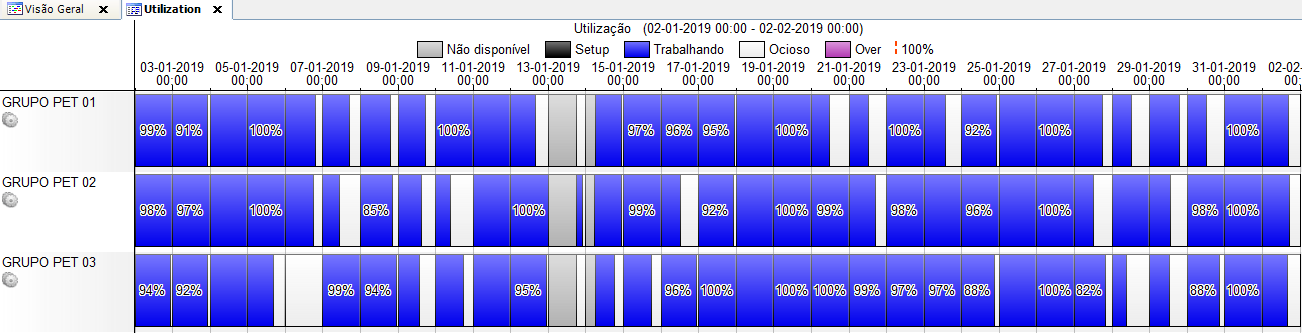 Visão Geral Utilization
Utilização (02-01-2019 00:00 - 02-02-2019 00:00)
Não disponível Setup Trabalhando Ocioso Over 100%
03-01-2019 05-01-2019 07-01-2019 09-01-2019 11-01-2019 13-01-2019 15-01-2019 17-01-2019 19-01-2019 21-01-2019 23-01-2019 25-01-2019 27-01-2019 29-01-2019 31-01-2019 02-02-
00:00 00:00 00:00 00:00 00:00 00:00 00:00 00:00 00:00 00:00 00:00 00:00 00:00 00:00 00:00 00:
GRUPO PET 01
99% 91% 100% 100% 97% 96% 95% 100% 100% 92% 100% 100%
GRUPO PET 02
98% 97% 100% 85% 100% 99% 92% 100% 99% 98% 96% 100% 98% 100%
GRUPO PET 03
94% 92% 99% 94% 95% 96% 100% 100% 100% 99% 97% 97% 88% 100% 82% 88% 100%